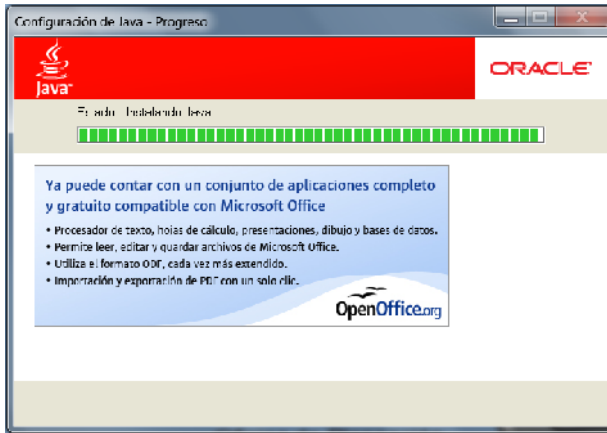 Configuración de Java - Progreso
Java
ORACLE
Estado: Instalando Java
Ya puede contar con un conjunto de aplicaciones completo
y gratuito compatible con Microsoft Office
• Procesador de texto, hojas de cálculo, presentaciones, dibujo y bases de datos.
• Permite leer, editar y guardar archivos de Microsoft Office.
• Utiliza el formato ODF, cada vez más extendido.
• Importación y exportación de PDF con un solo clic.
OpenOffice.org